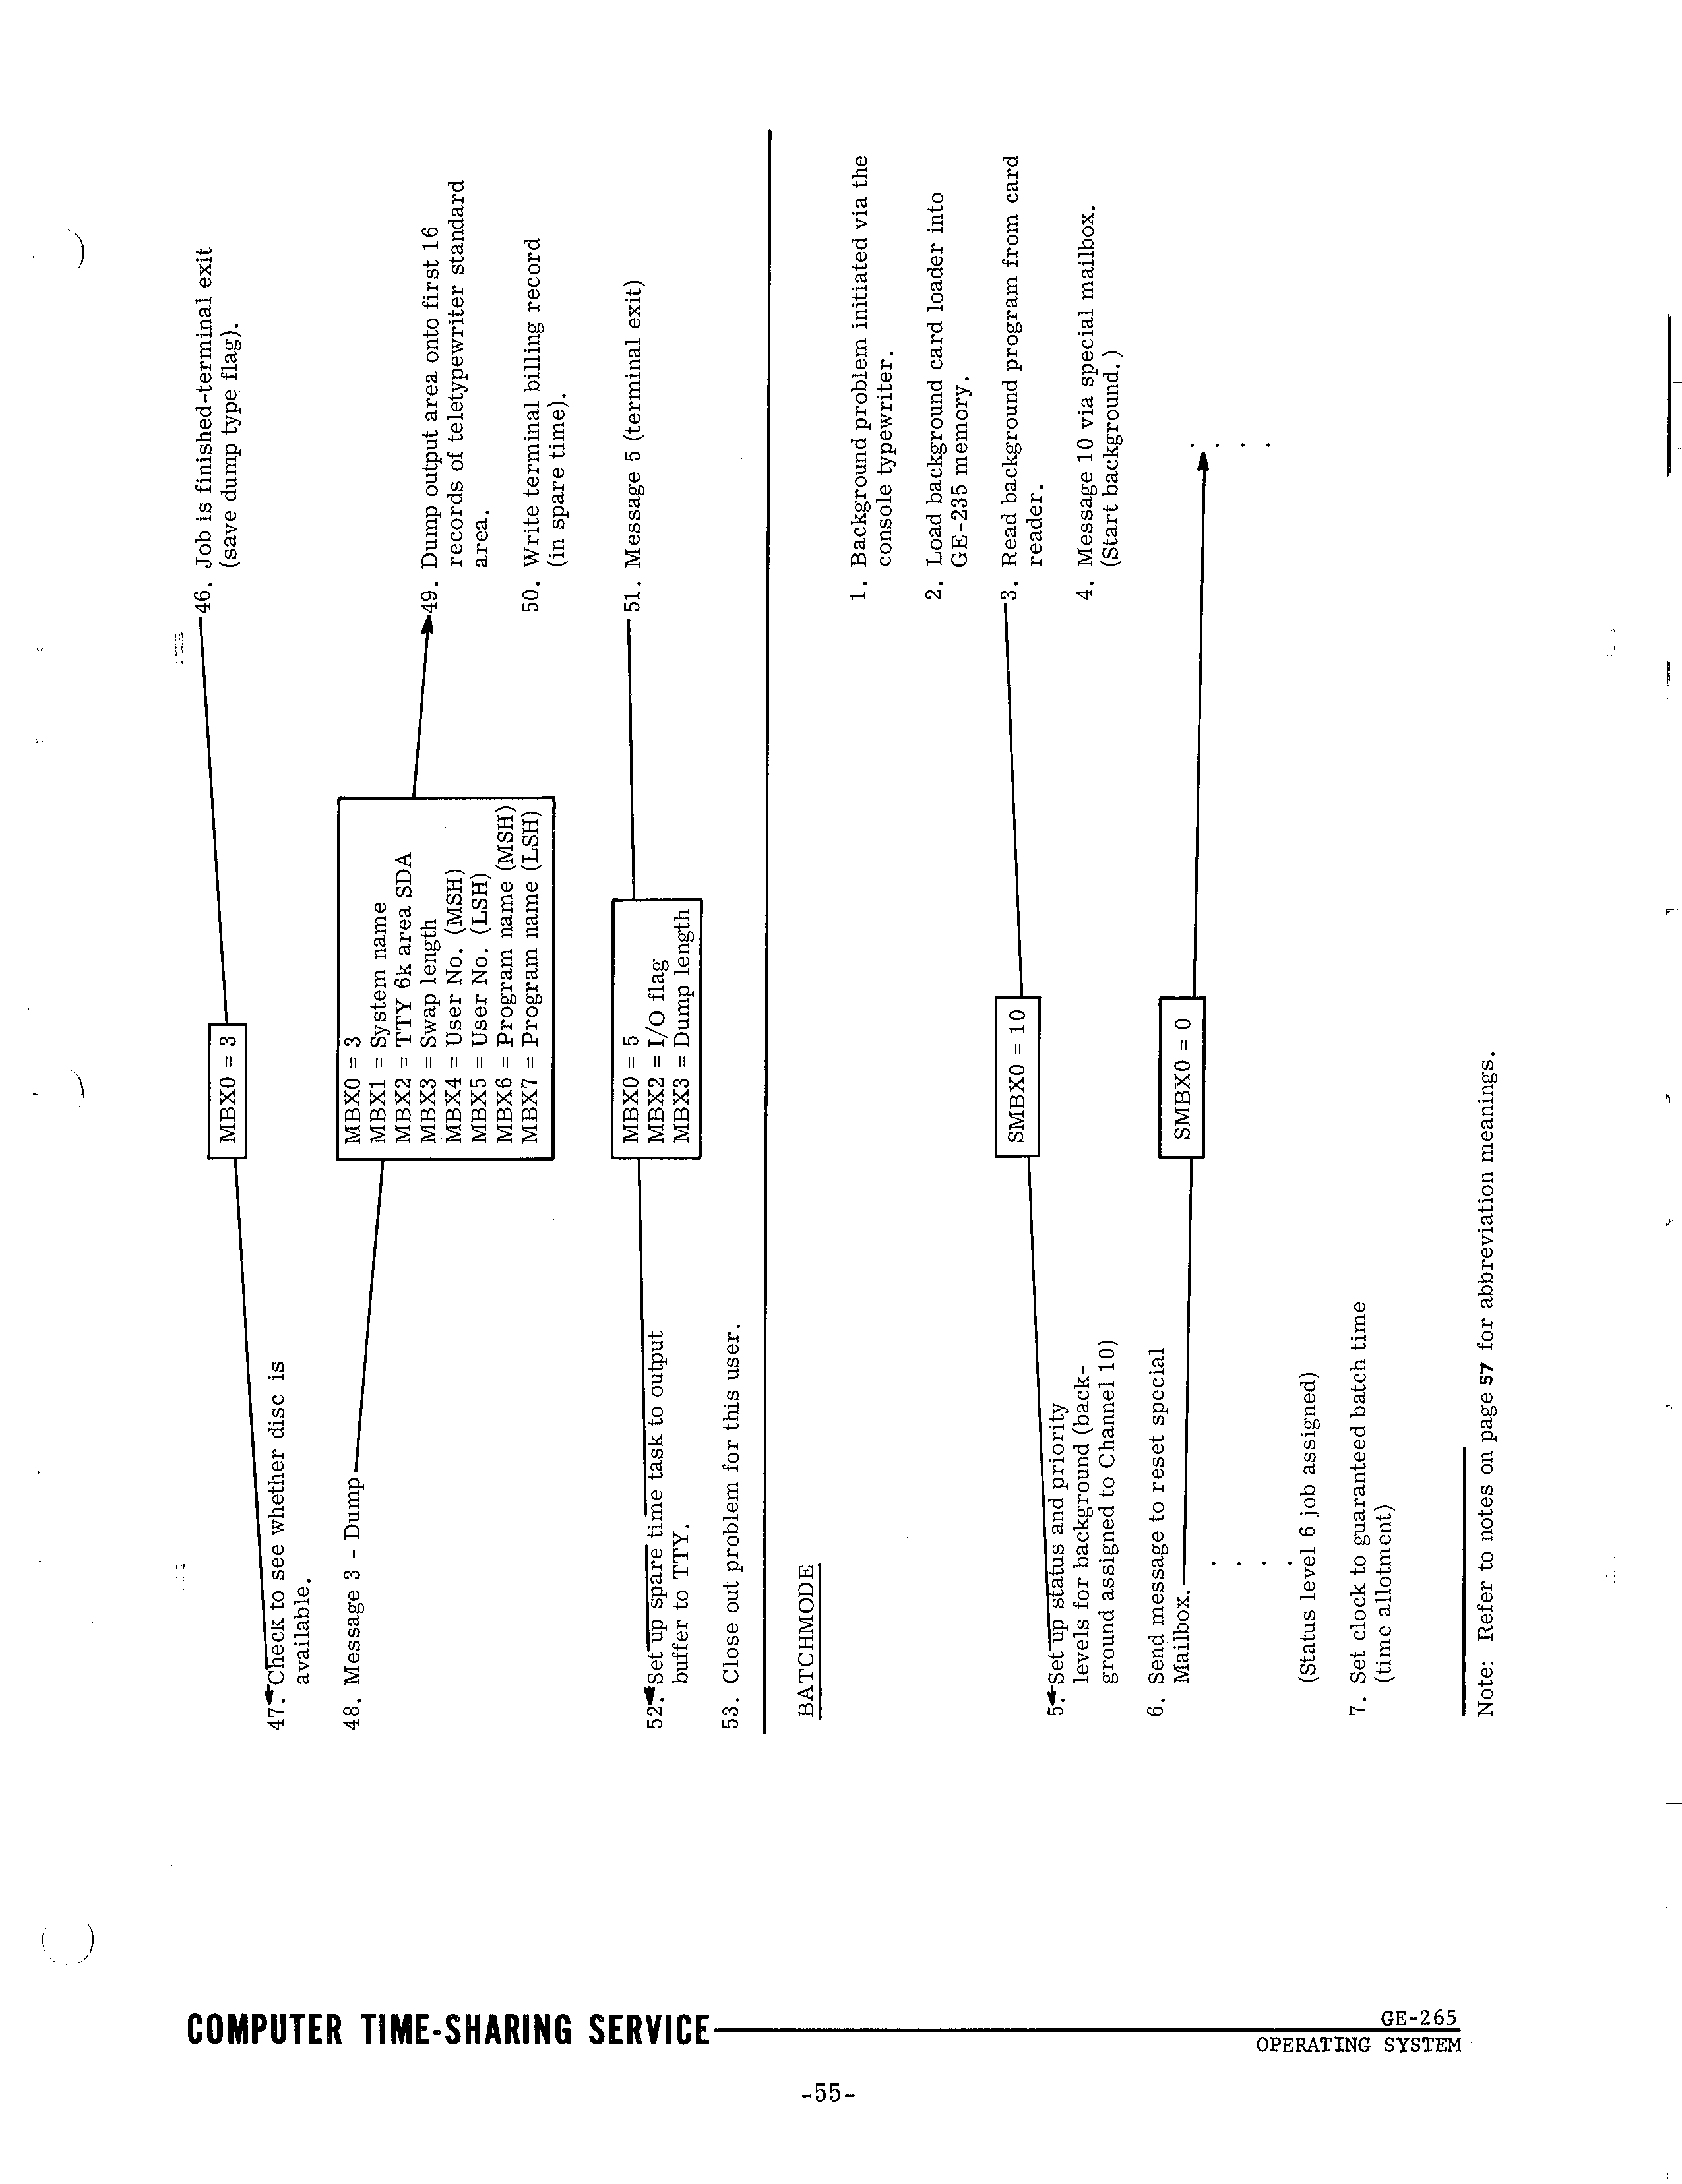 46. Job is finished-terminal exit
(save dump type flag).
MBX0 = 3
47. Check to see whether disc is
available.
48. Message 3 - Dump
MBX0 = 3
MBX1 = System name
MBX2 = TTY 6k area SDA
MBX3 = Swap length
MBX4 = User No. (MSH)
MBX5 = User No. (LSH)
MBX6 = Program name (MSH)
MBX7 = Program name (LSH)
49. Dump output area onto first 16
records of teletypewriter standard
area.
50. Write terminal billing record
(in spare time).
51. Message 5 (terminal exit)
MBX0 = 5
MBX2 = I/O flag
MBX3 = Dump length
52. Set up spare time task to output
buffer to TTY.
53. Close out problem for this user.
BATCHMODE
1. Background problem initiated via the
console typewriter.
2. Load background card loader into
GE-235 memory.
3. Read background program from card
reader.
4. Message 10 via special mailbox.
(Start background.)
SMBX0 = 10
5. Set up status and priority
levels for background (back-
ground assigned to Channel 10)
6. Send message to reset special
Mailbox.
SMBX0 = 0
. . . .
. . . .
(Status level 6 job assigned)
7. Set clock to guaranteed batch time
(time allotment)
Note: Refer to notes on page 57 for abbreviation meanings.
COMPUTER TIME-SHARING SERVICE
GE-265
OPERATING SYSTEM
-55-